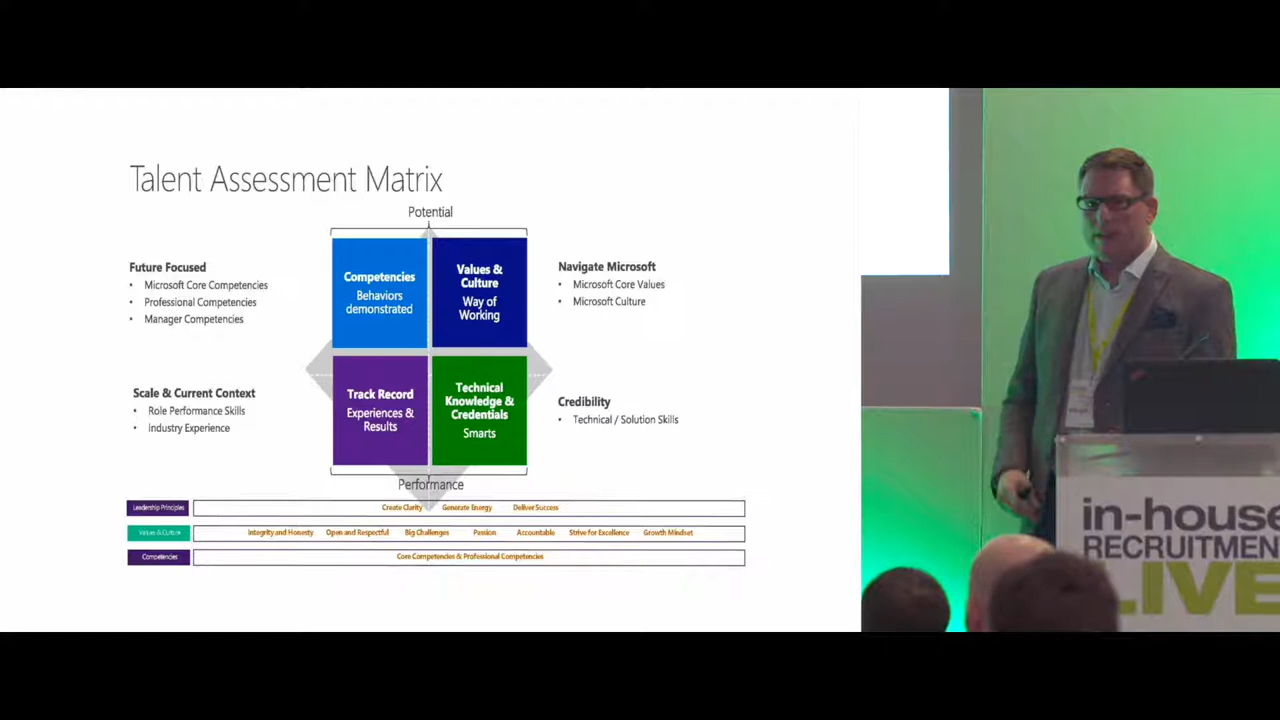 Talent Assessment Matrix
Potential
Future Focused
• Microsoft Core Competencies
• Professional Competencies
• Manager Competencies
Competencies
Behaviors
demonstrated
Values &
Culture
Way of
Working
Navigate Microsoft
• Microsoft Core Values
• Microsoft Culture
Scale & Current Context
• Role Performance Skills
• Industry Experience
Track Record
Experiences &
Results
Technical
Knowledge &
Credentials
Smarts
Credibility
• Technical / Solution Skills
Performance
Leadership Principles
Create Clarity Generate Energy Deliver Success
Values & Culture
Integrity and Honesty Open and Respectful Big Challenges Passion Accountable Strive for Excellence Growth Mindset
Competencies
Core Competencies & Professional Competencies
in-house
RECRUITMEN
LIVE